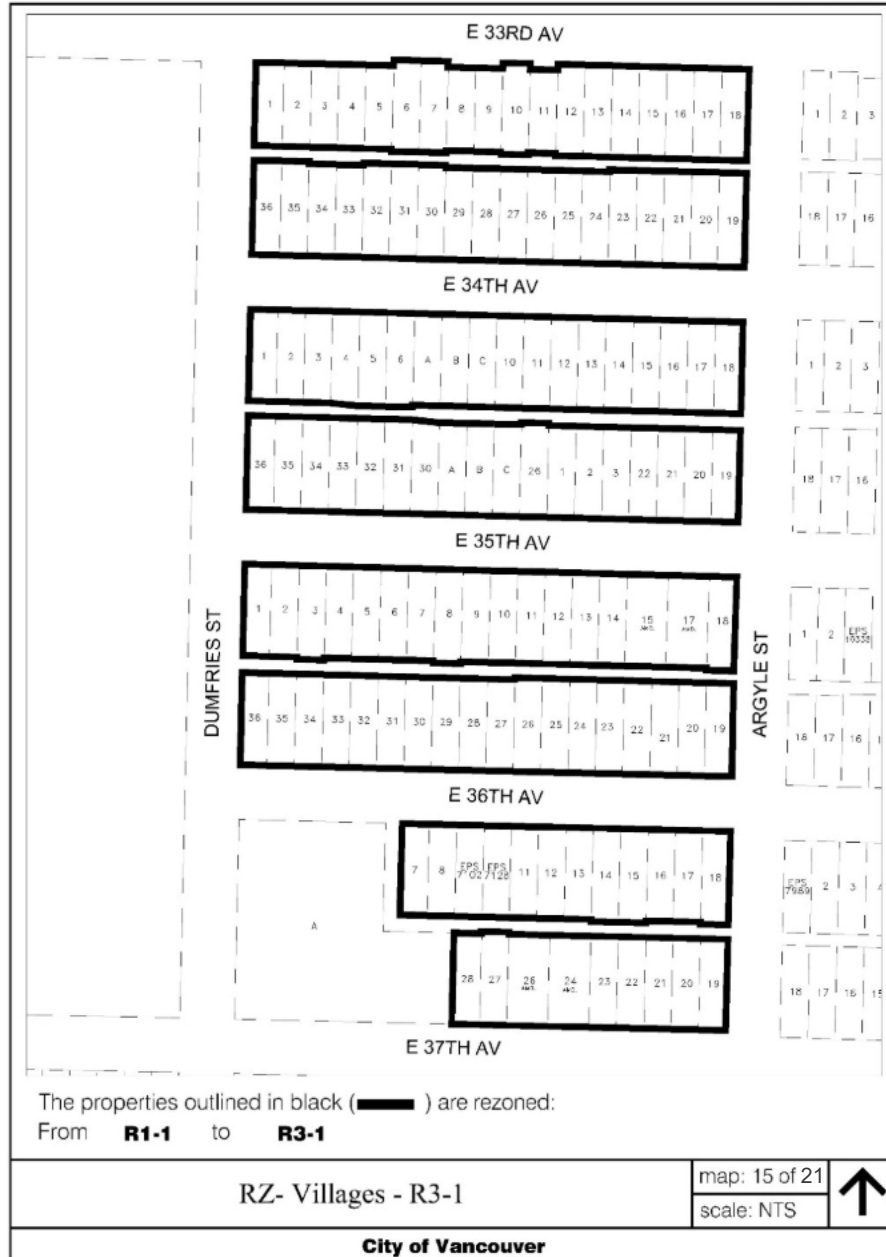 E 33RD AV
1 2 3 4 5 6 7 8 9 10 11 12 13 14 15 16 17 18
1 2 3
36 35 34 33 32 31 30 29 28 27 26 25 24 23 22 21 20 19
18 17 16
E 34TH AV
1 2 3 4 5 6 A B C 10 11 12 13 14 15 16 17 18
1 2 3
36 35 34 33 32 31 30 A B C 26 1 2 3 22 21 20 19
18 17 16
E 35TH AV
1 2 3 4 5 6 7 8 9 10 11 12 13 14 15 AMD. 17 AMD. 18
1 2 EPS 10338
DUMFRIES ST
ARGYLE ST
36 35 34 33 32 31 30 29 28 27 26 25 24 23 22 21 20 19
18 17 16
E 36TH AV
7 8 EPS EPS 7128 11 12 13 14 15 16 17 18
EPS 7989 2 3 4
A
28 27 26 AMD. 24 AMD. 23 22 21 20 19
18 17 16 15
E 37TH AV
The properties outlined in black ( ) are rezoned:
From R1-1 to R3-1
RZ- Villages - R3-1
map: 15 of 21
scale: NTS
City of Vancouver